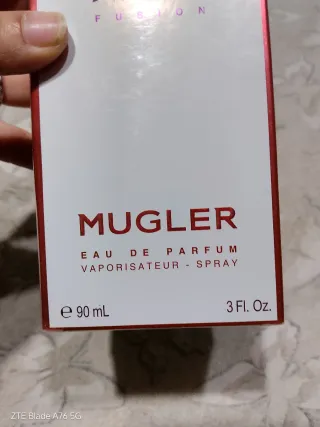 FUSION
MUGLER
EAU DE PARFUM
VAPORISATEUR - SPRAY
℮ 90 mL
3 Fl. Oz.
ZTE Blade A76 5G